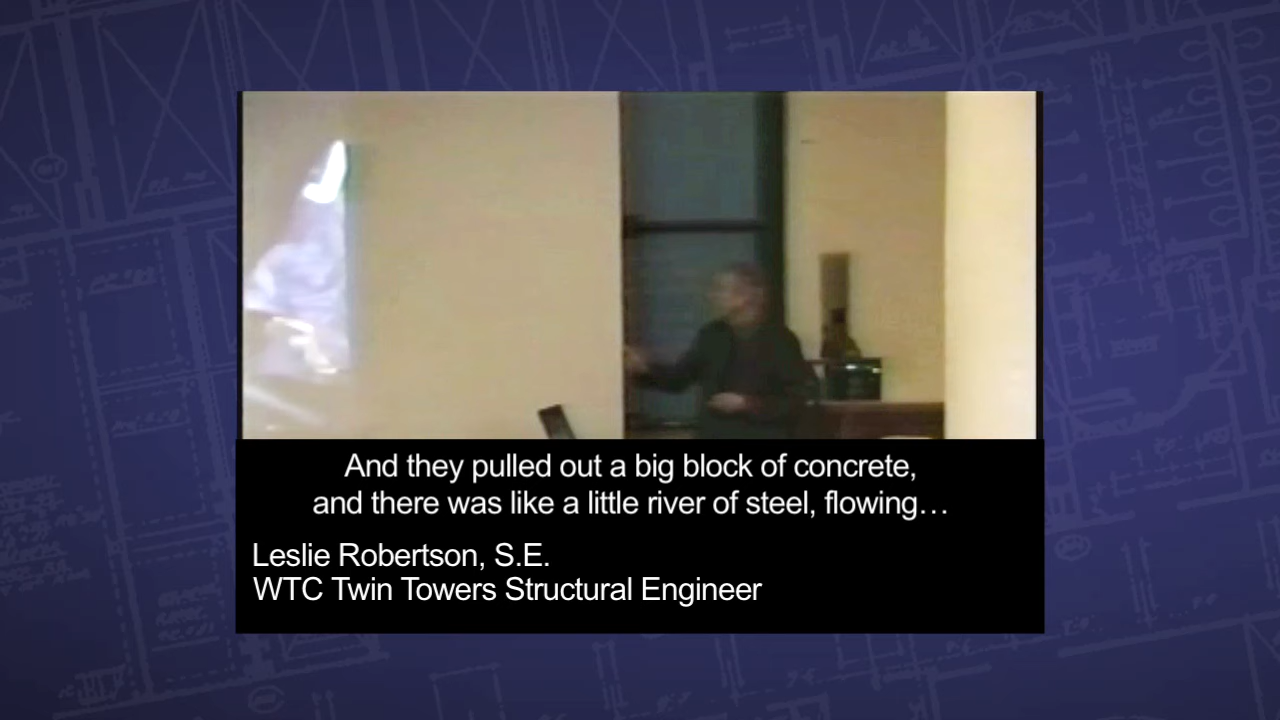 And they pulled out a big block of concrete,
and there was like a little river of steel, flowing…
Leslie Robertson, S.E.
WTC Twin Towers Structural Engineer